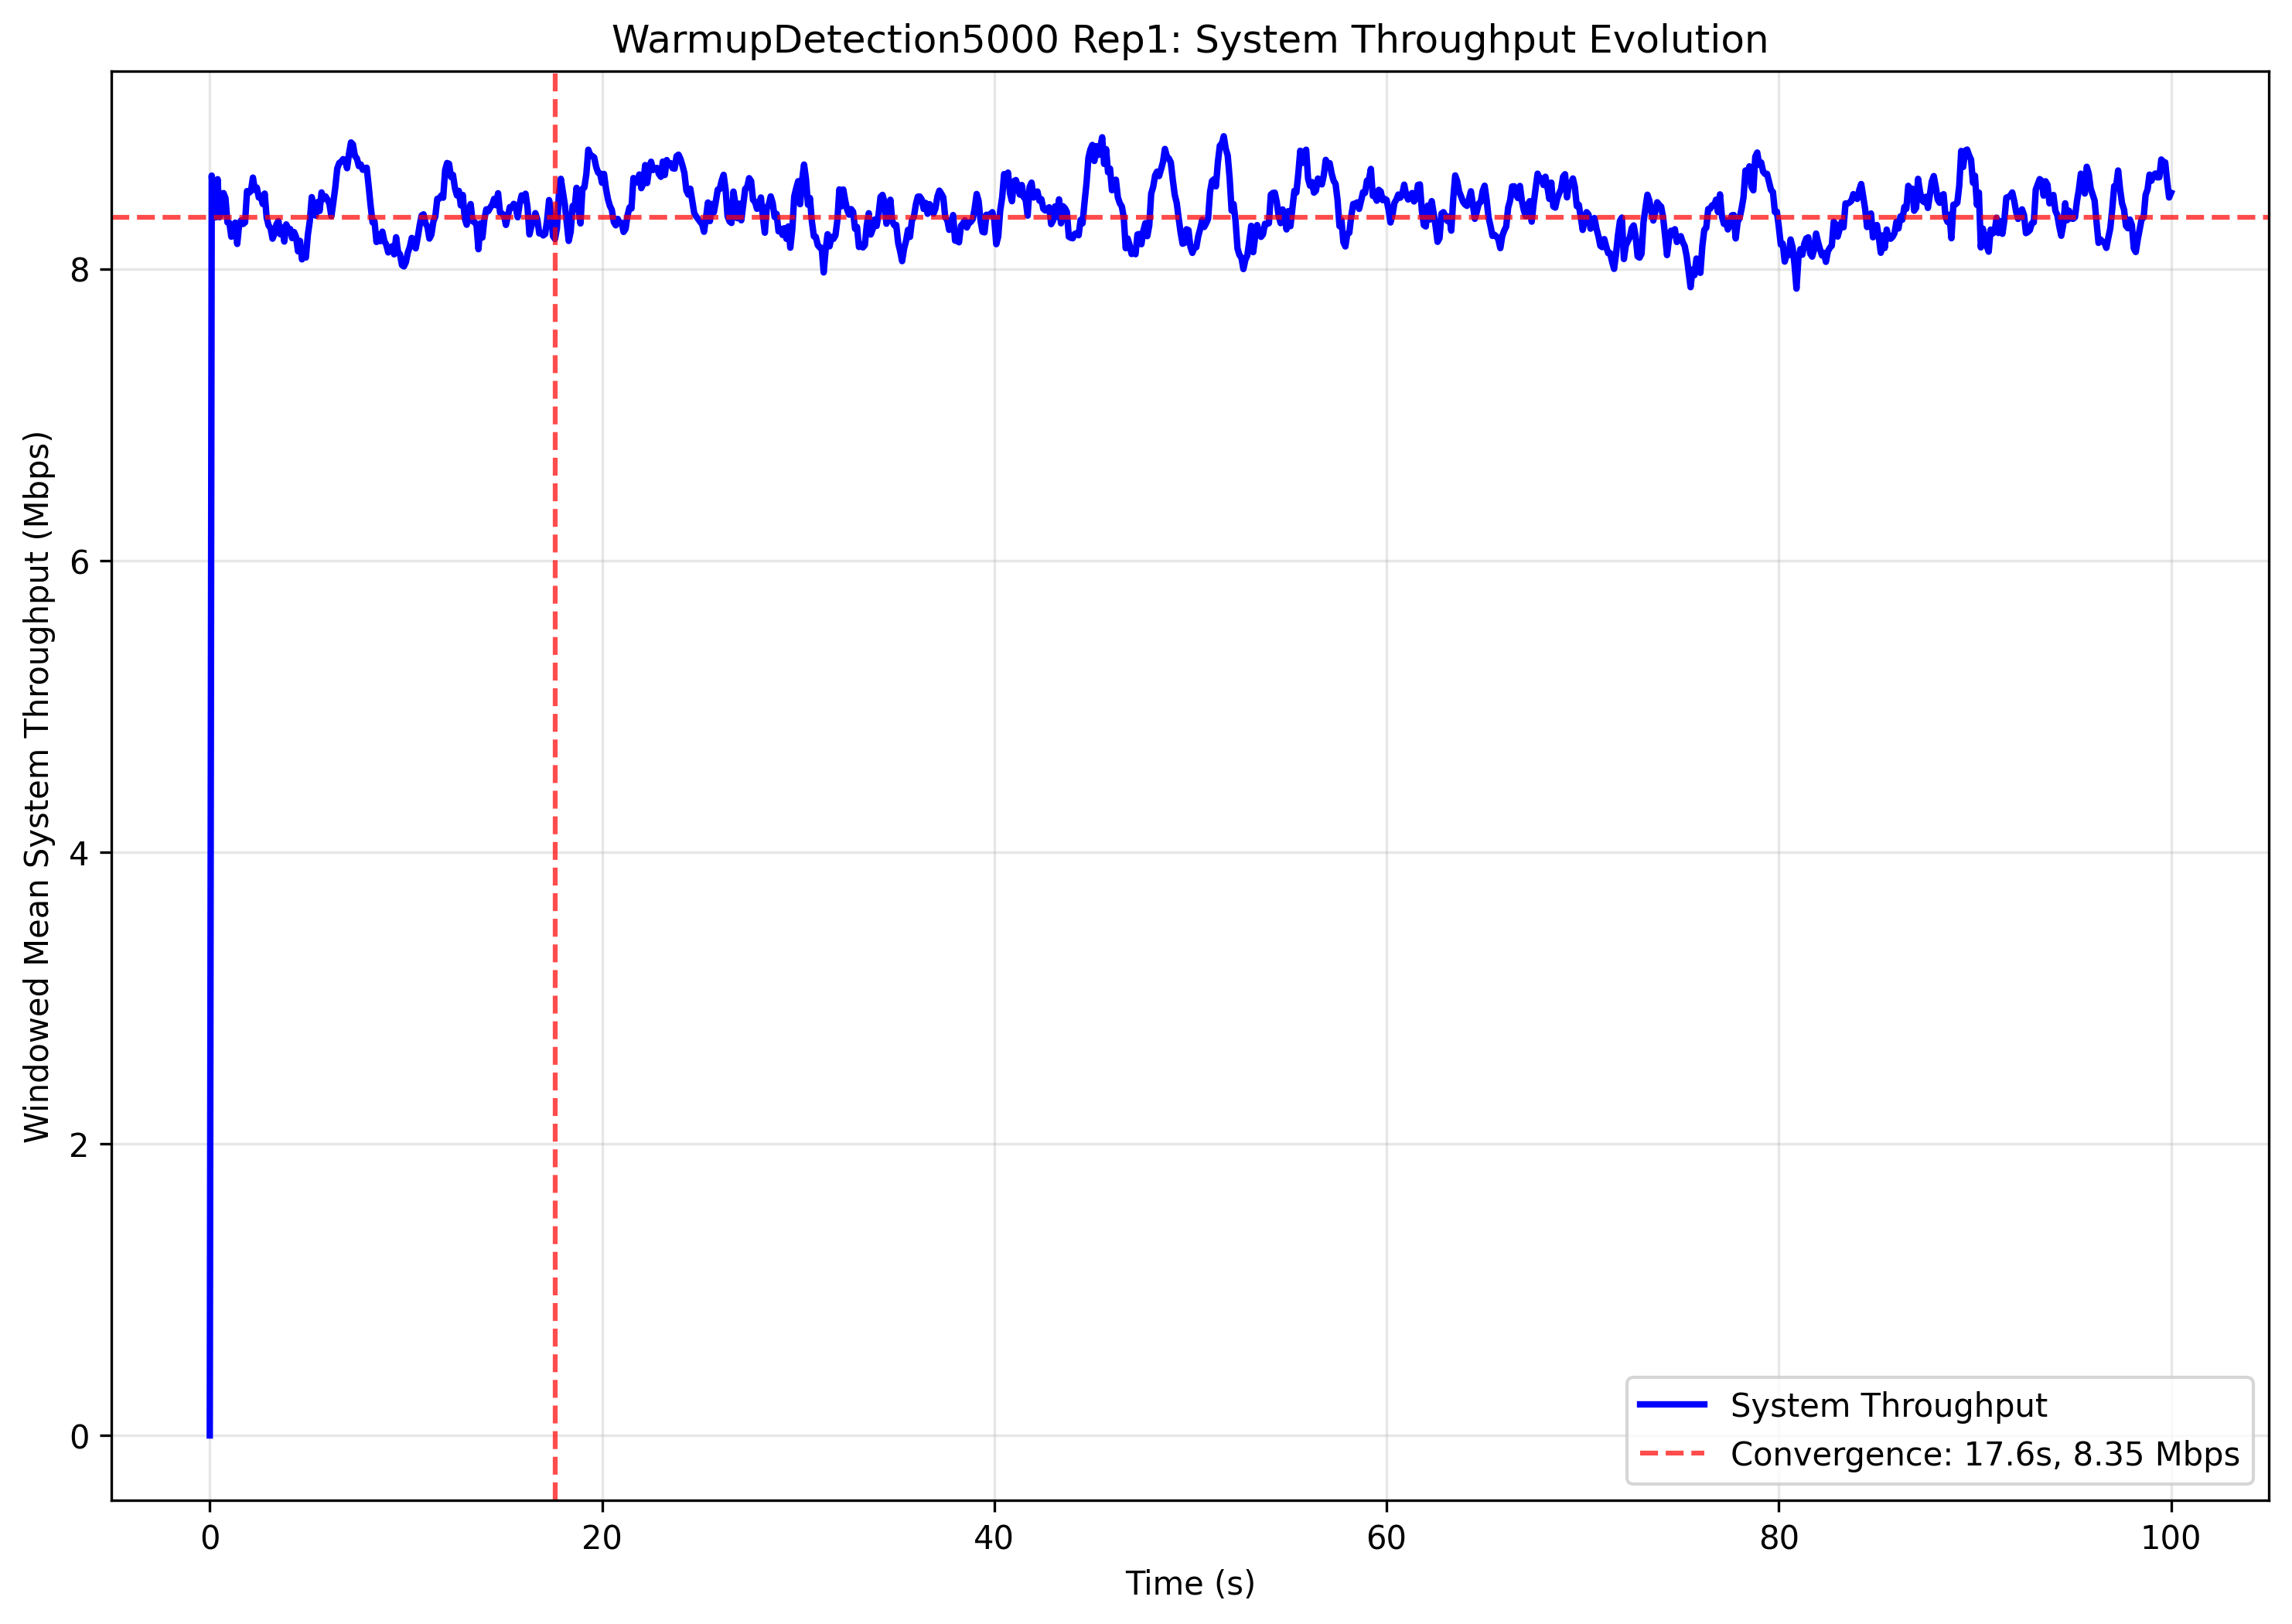 WarmupDetection5000 Rep1: System Throughput Evolution
Windowed Mean System Throughput (Mbps)
8
6
4
2
0
System Throughput
Convergence: 17.6s, 8.35 Mbps
0 20 40 60 80 100
Time (s)